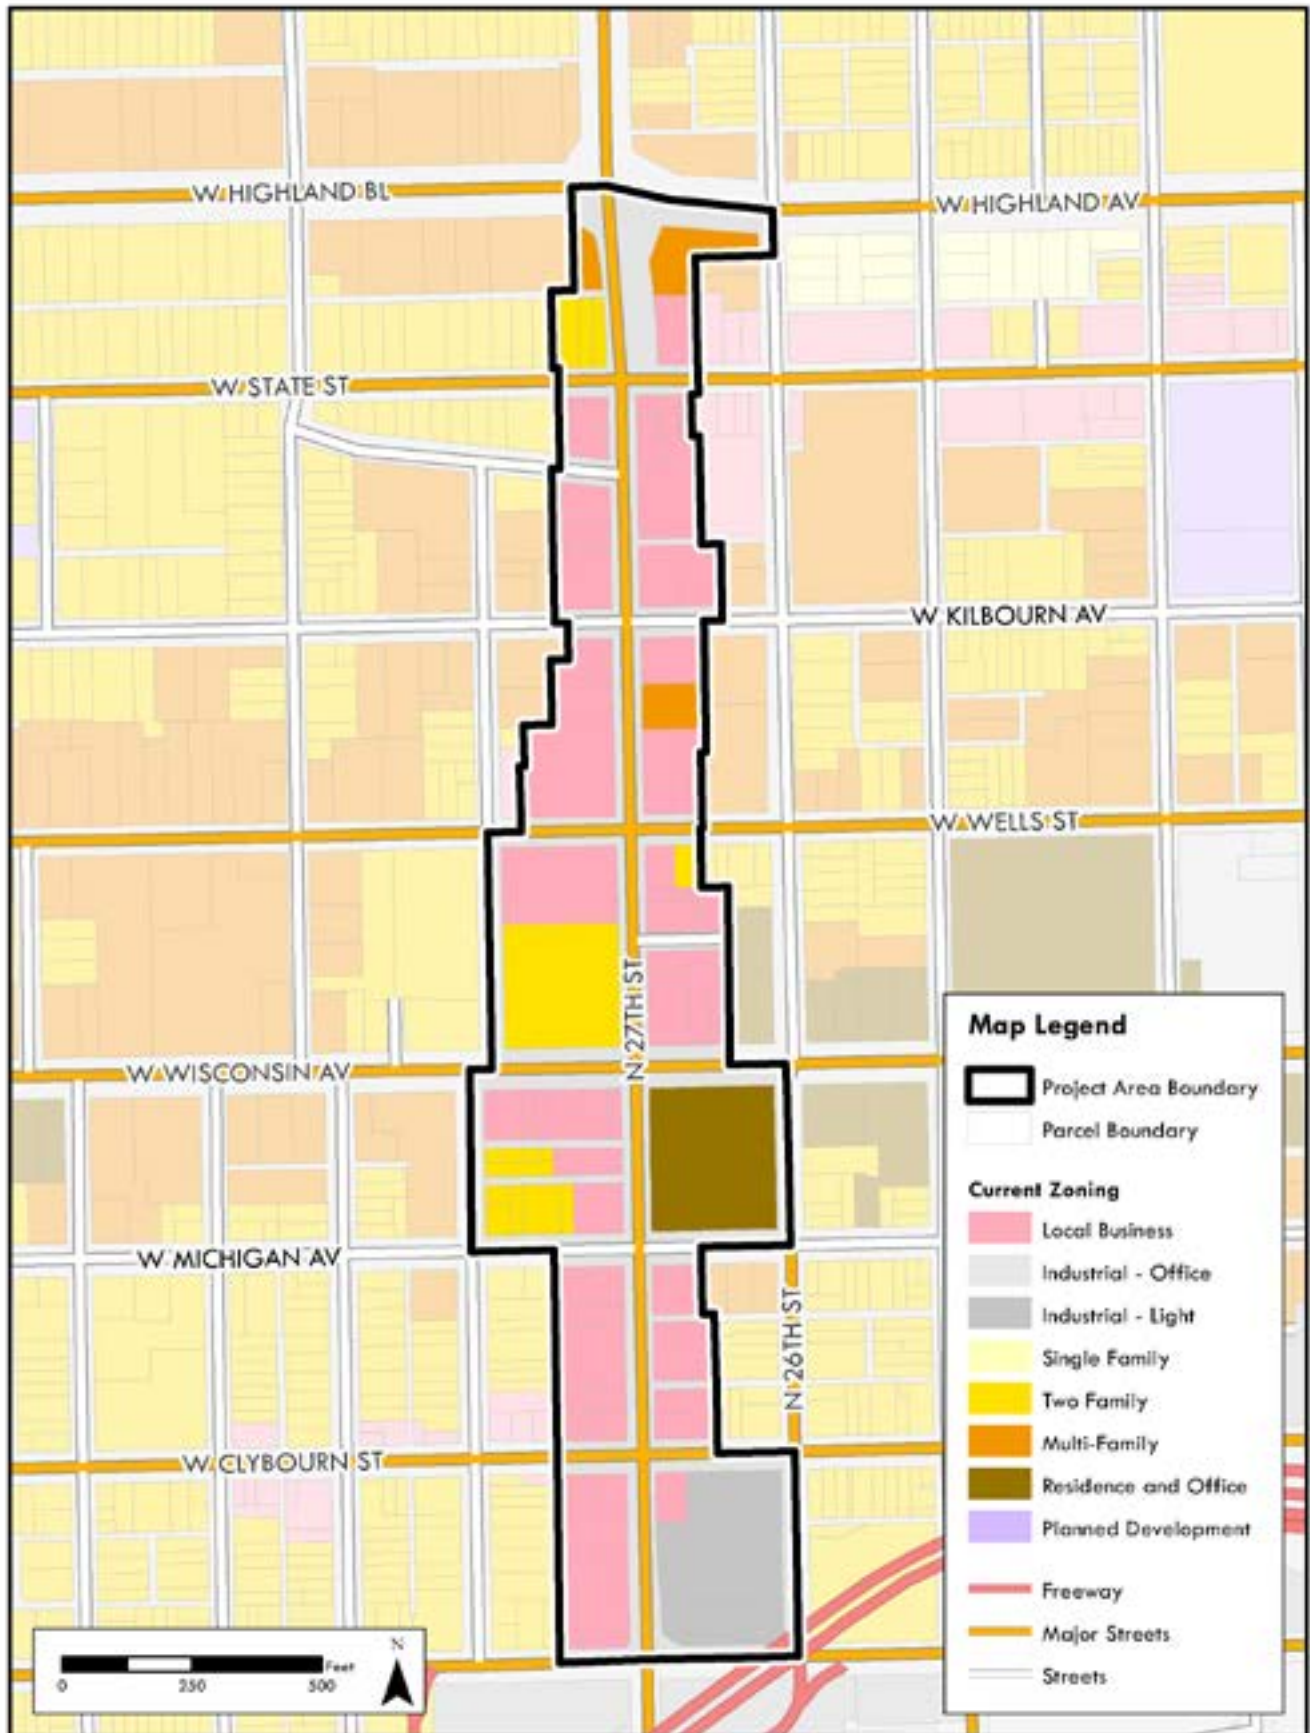 W HIGHLAND BL
W HIGHLAND AV
W STATE ST
W KILBOURN AV
W WELLS ST
N 27TH ST
W WISCONSIN AV
W MICHIGAN AV
N 26TH ST
W CLYBOURN ST
Map Legend
Project Area Boundary
Parcel Boundary
Current Zoning
Local Business
Industrial - Office
Industrial - Light
Single Family
Two Family
Multi-Family
Residence and Office
Planned Development
Freeway
Major Streets
Streets
N
Feet
0 250 500